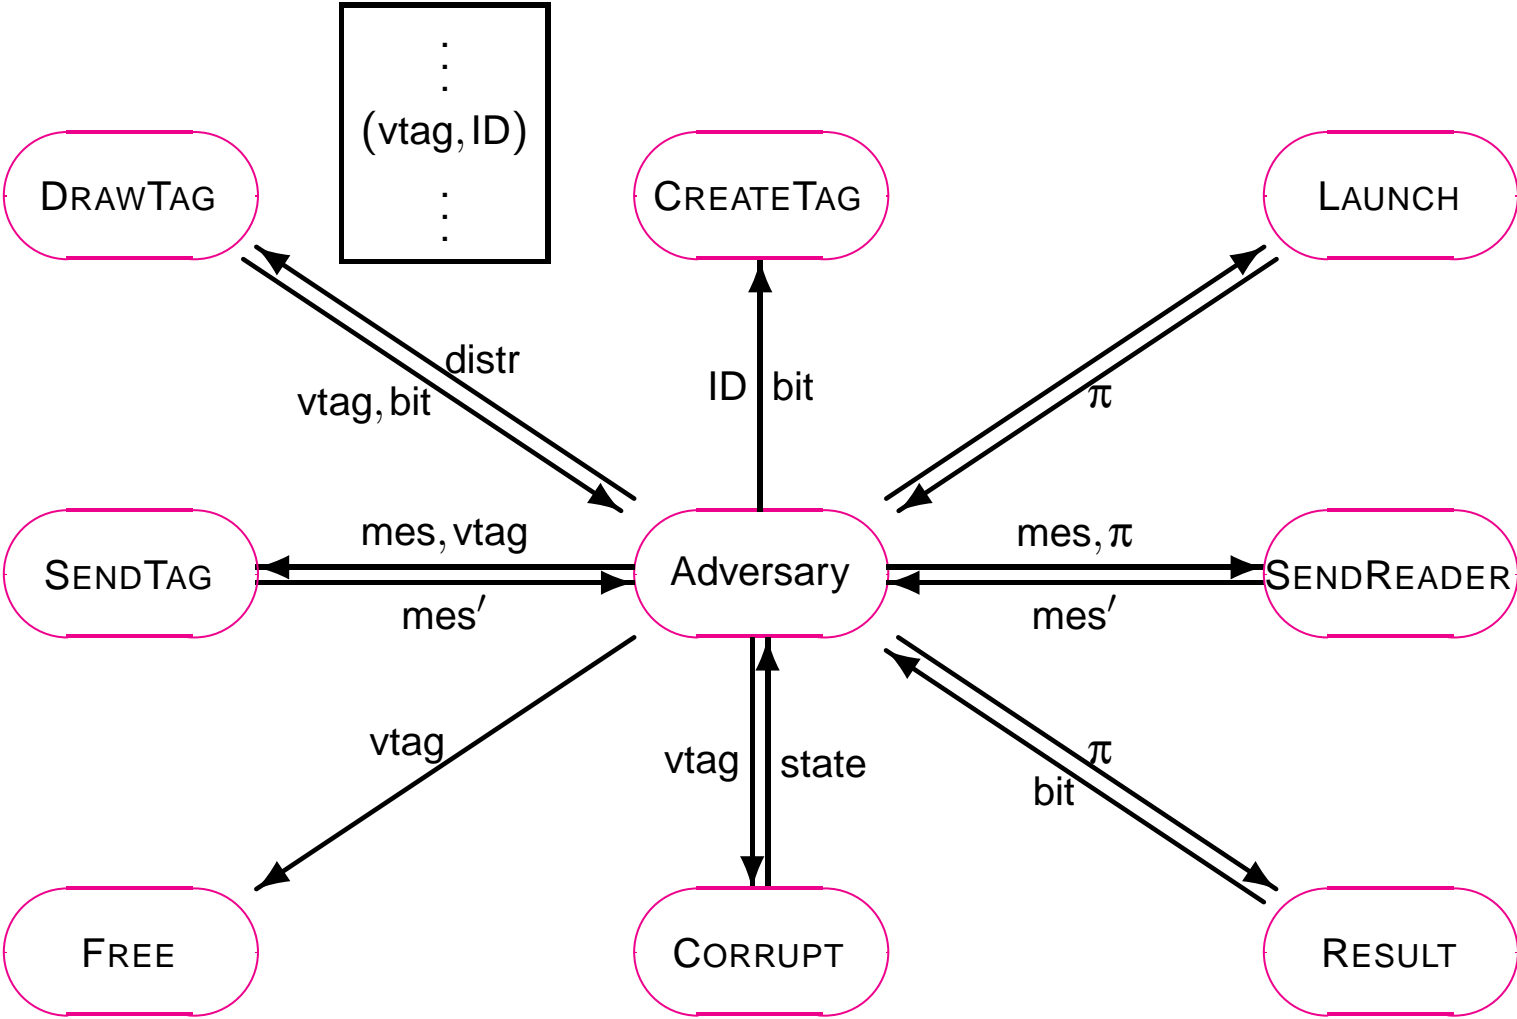 (vtag, ID)
DRAWTAG
CREATETAG
LAUNCH
distr
vtag, bit
ID bit
π
mes, vtag
mes, π
SENDTAG
Adversary
SENDREADER
mes′
mes′
vtag
vtag
state
π
bit
FREE
CORRUPT
RESULT